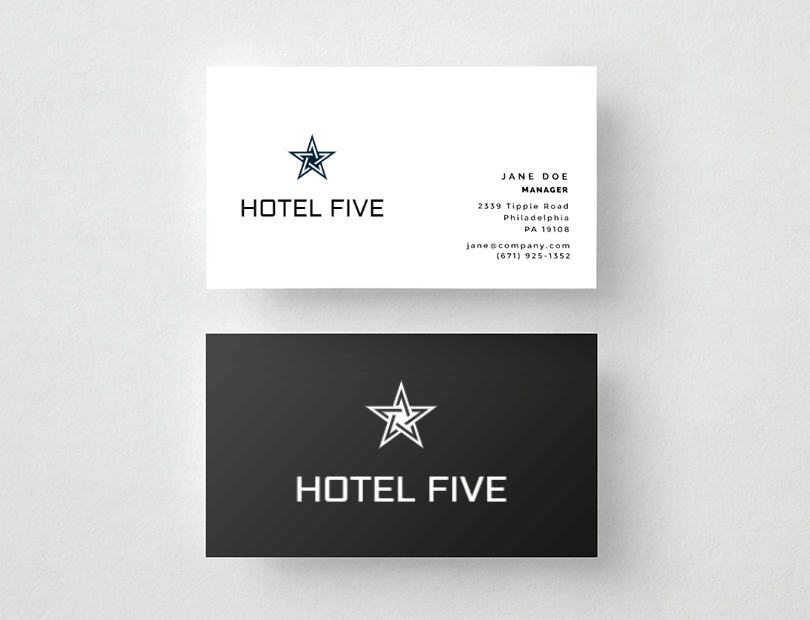 HOTEL FIVE
JANE DOE
MANAGER
2339 Tipple Road
Philadelphia
PA 19108
jane@company.com
(671) 925-1352
HOTEL FIVE